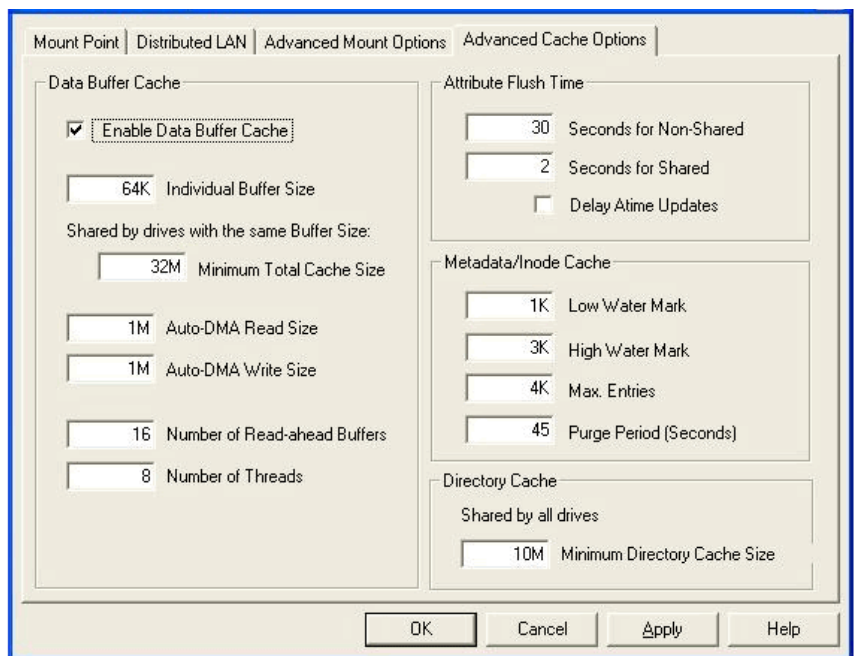 Mount Point
Distributed LAN
Advanced Mount Options
Advanced Cache Options
Data Buffer Cache
Enable Data Buffer Cache
64K Individual Buffer Size
Shared by drives with the same Buffer Size:
32M Minimum Total Cache Size
1M Auto-DMA Read Size
1M Auto-DMA Write Size
16 Number of Read-ahead Buffers
8 Number of Threads
Attribute Flush Time
30 Seconds for Non-Shared
2 Seconds for Shared
Delay Atime Updates
Metadata/Inode Cache
1K Low Water Mark
3K High Water Mark
4K Max. Entries
45 Purge Period (Seconds)
Directory Cache
Shared by all drives
10M Minimum Directory Cache Size
OK
Cancel
Apply
Help